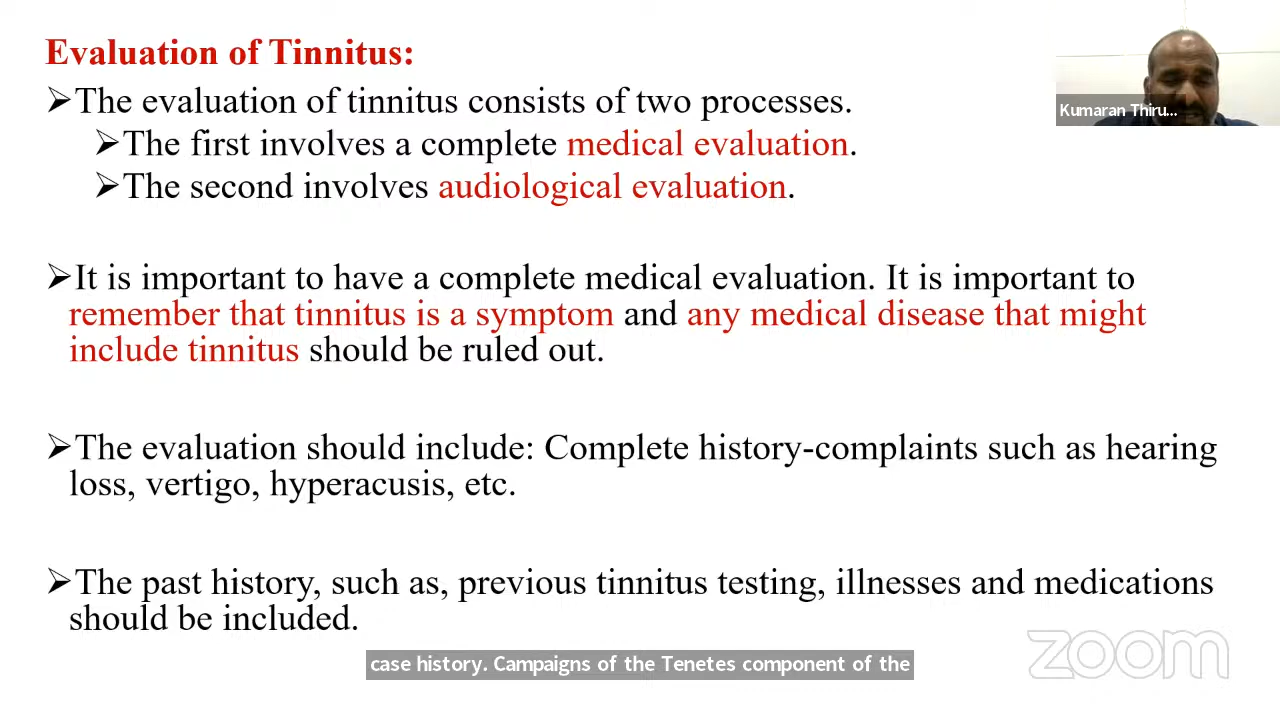 Evaluation of Tinnitus:
➢The evaluation of tinnitus consists of two processes.
➢The first involves a complete medical evaluation.
➢The second involves audiological evaluation.
➢It is important to have a complete medical evaluation. It is important to
remember that tinnitus is a symptom and any medical disease that might
include tinnitus should be ruled out.
➢The evaluation should include: Complete history-complaints such as hearing
loss, vertigo, hyperacusis, etc.
➢The past history, such as, previous tinnitus testing, illnesses and medications
should be included.
Kumaran Thiru...
case history. Campaigns of the Tenetes component of the
zoom